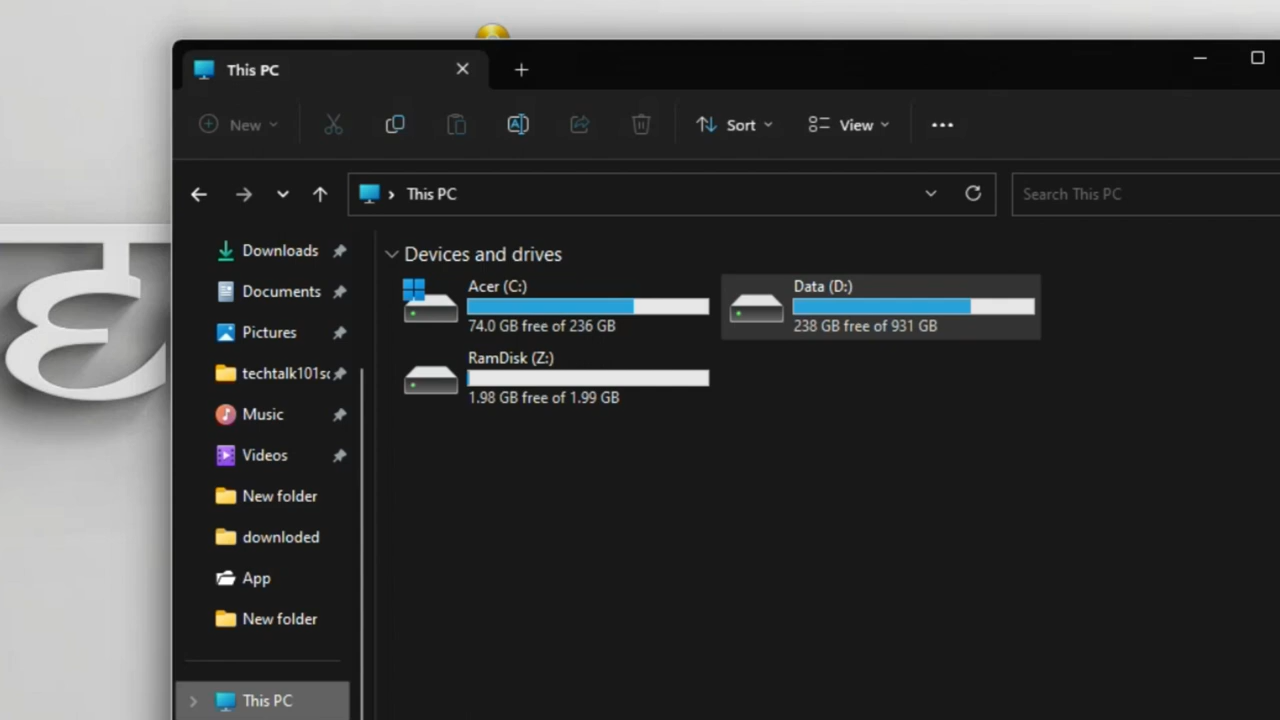 This PC
New
Sort
View
This PC
Search This PC
Downloads
Documents
Pictures
techtalk101sc
Music
Videos
New folder
downloded
App
New folder
This PC
Devices and drives
Acer (C:)
74.0 GB free of 236 GB
Data (D:)
238 GB free of 931 GB
RamDisk (Z:)
1.98 GB free of 1.99 GB